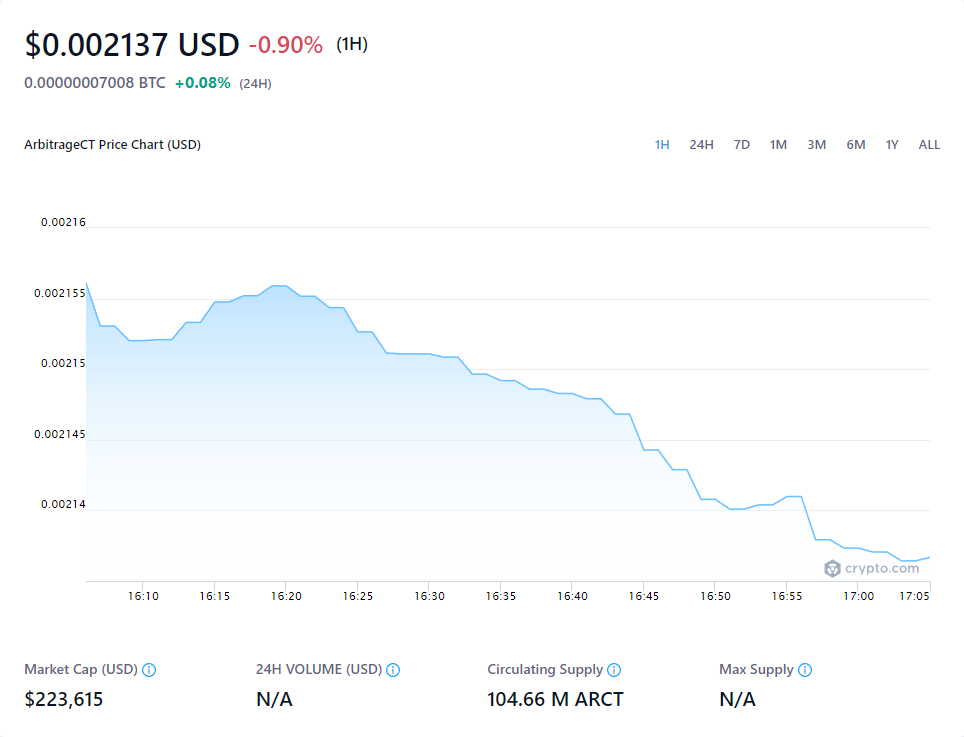 $0.002137 USD -0.90% (1H)
0.00000007008 BTC +0.08% (24H)
ArbitrageCT Price Chart (USD) 1H 24H 7D 1M 3M 6M 1Y ALL
0.00216
0.002155
0.00215
0.002145
0.00214
crypto.com
16:10 16:15 16:20 16:25 16:30 16:35 16:40 16:45 16:50 16:55 17:00 17:05
Market Cap (USD) 24H VOLUME (USD) Circulating Supply Max Supply
$223,615 N/A 104.66 M ARCT N/A